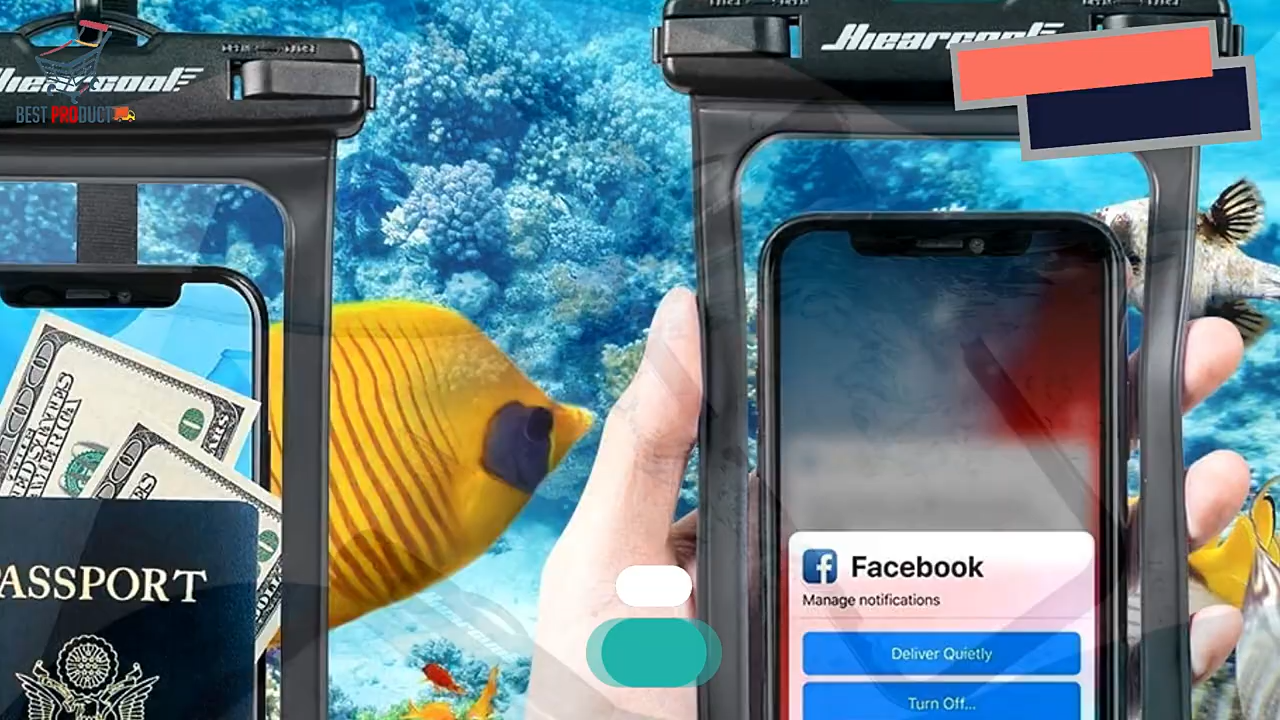 Hiearcool
BEST PRODUCT
Hiearcool
PASSPORT
Facebook
Manage notifications
Deliver Quietly
Turn Off...